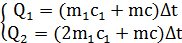 Q₁ = (m₁c₁ + mc)Δt
Q₂ = (2m₁c₁ + mc)Δt